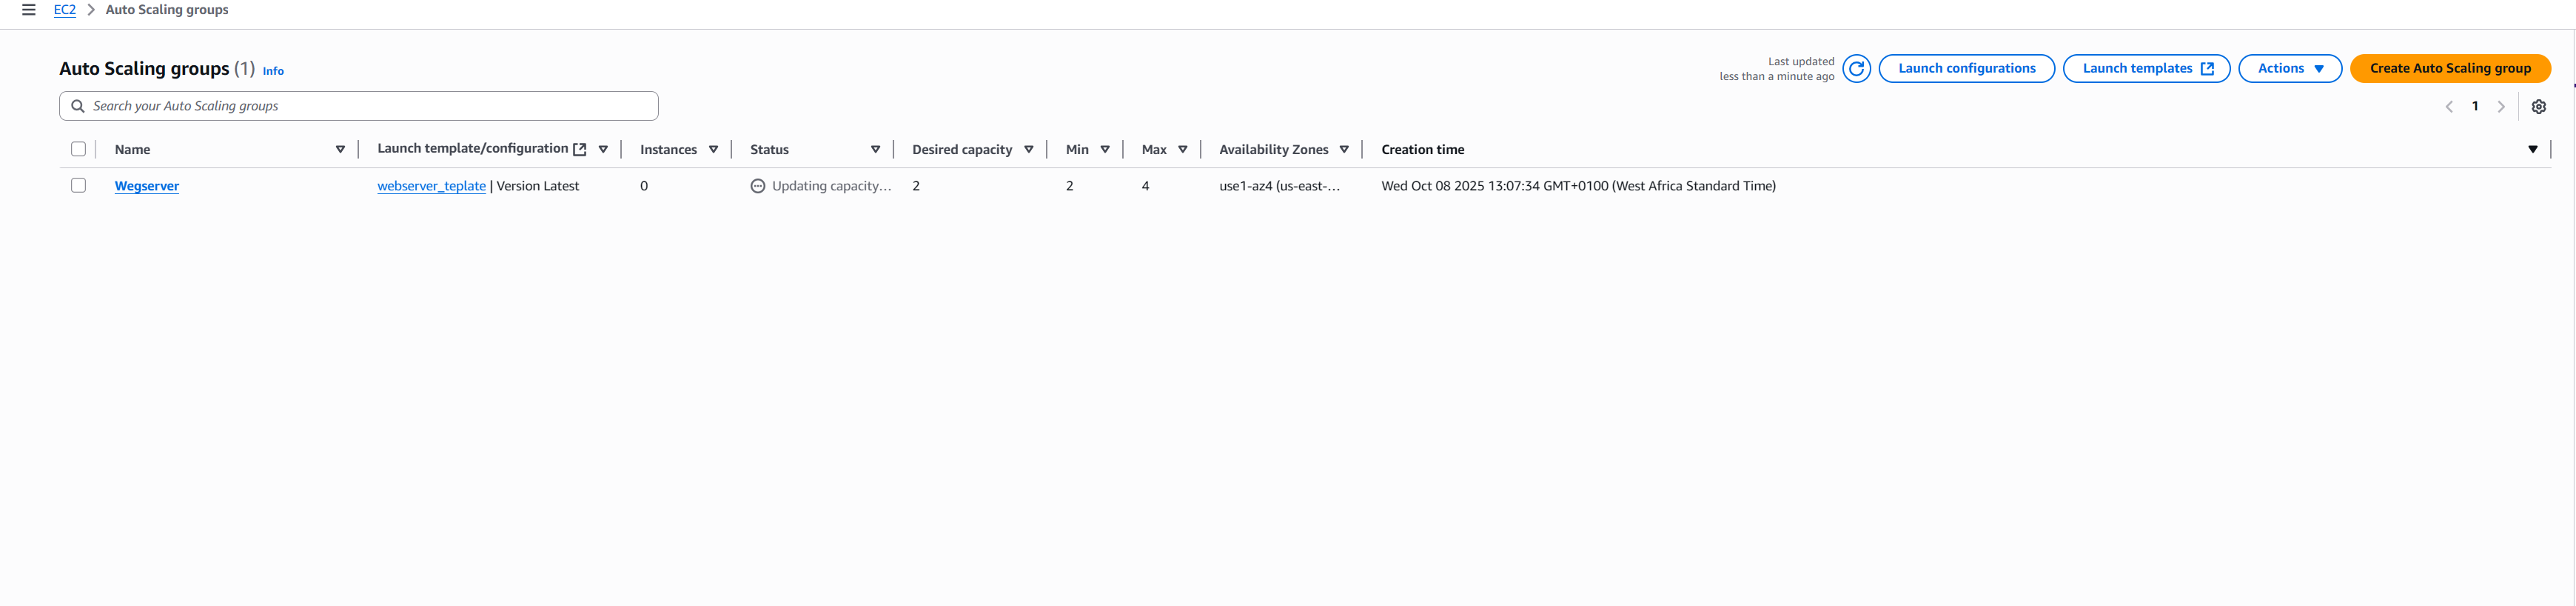 EC2 > Auto Scaling groups
Auto Scaling groups (1) Info
Last updated
less than a minute ago
Launch configurations
Launch templates
Actions
Create Auto Scaling group
Search your Auto Scaling groups
1
Name Launch template/configuration Instances Status Desired capacity Min Max Availability Zones Creation time
Wegserver webserver_teplate | Version Latest 0 Updating capacity... 2 2 4 use1-az4 (us-east-... Wed Oct 08 2025 13:07:34 GMT+0100 (West Africa Standard Time)